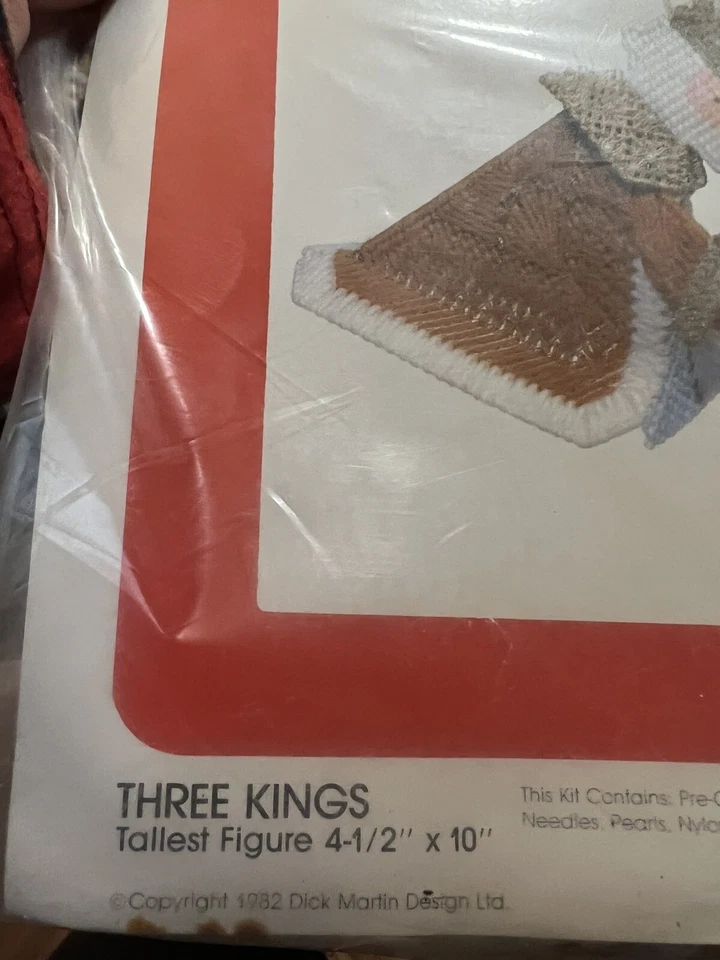 THREE KINGS
Tallest Figure 4-1/2" x 10"
This Kit Contains: Pre-
Needles, Pearls, Nylo
©Copyright 1982 Dick Martin Design Ltd.